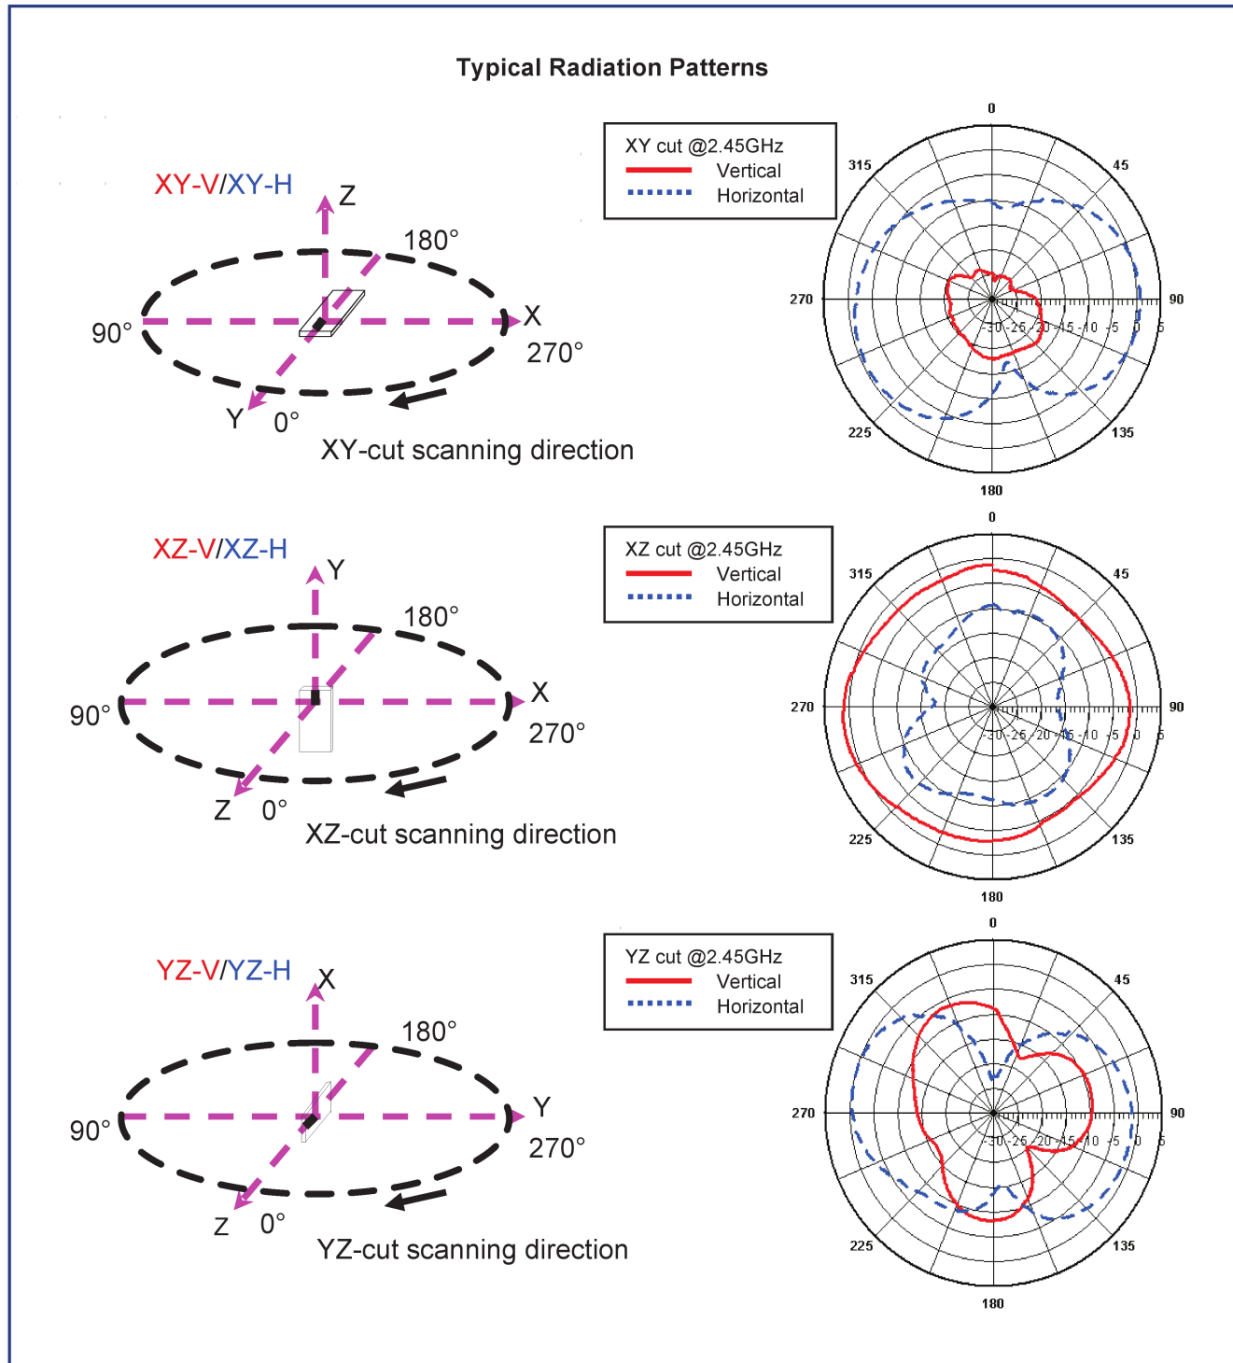 Typical Radiation Patterns
XY-V/XY-H
Z
180°
90°
X
270°
Y
0°
XY-cut scanning direction
XY cut @2.45GHz
Vertical
Horizontal
0
315
45
270
-30 -25 -20 -15 -10 -5 0 5
90
225
135
180
XZ-V/XZ-H
Y
180°
90°
X
270°
Z
0°
XZ-cut scanning direction
XZ cut @2.45GHz
Vertical
Horizontal
0
315
45
270
-30 -25 -20 -15 -10 -5 0 5
90
225
135
180
YZ-V/YZ-H
X
180°
90°
Y
270°
Z
0°
YZ-cut scanning direction
YZ cut @2.45GHz
Vertical
Horizontal
0
315
45
270
-30 -25 -20 -15 -10 -5 0 5
90
225
135
180